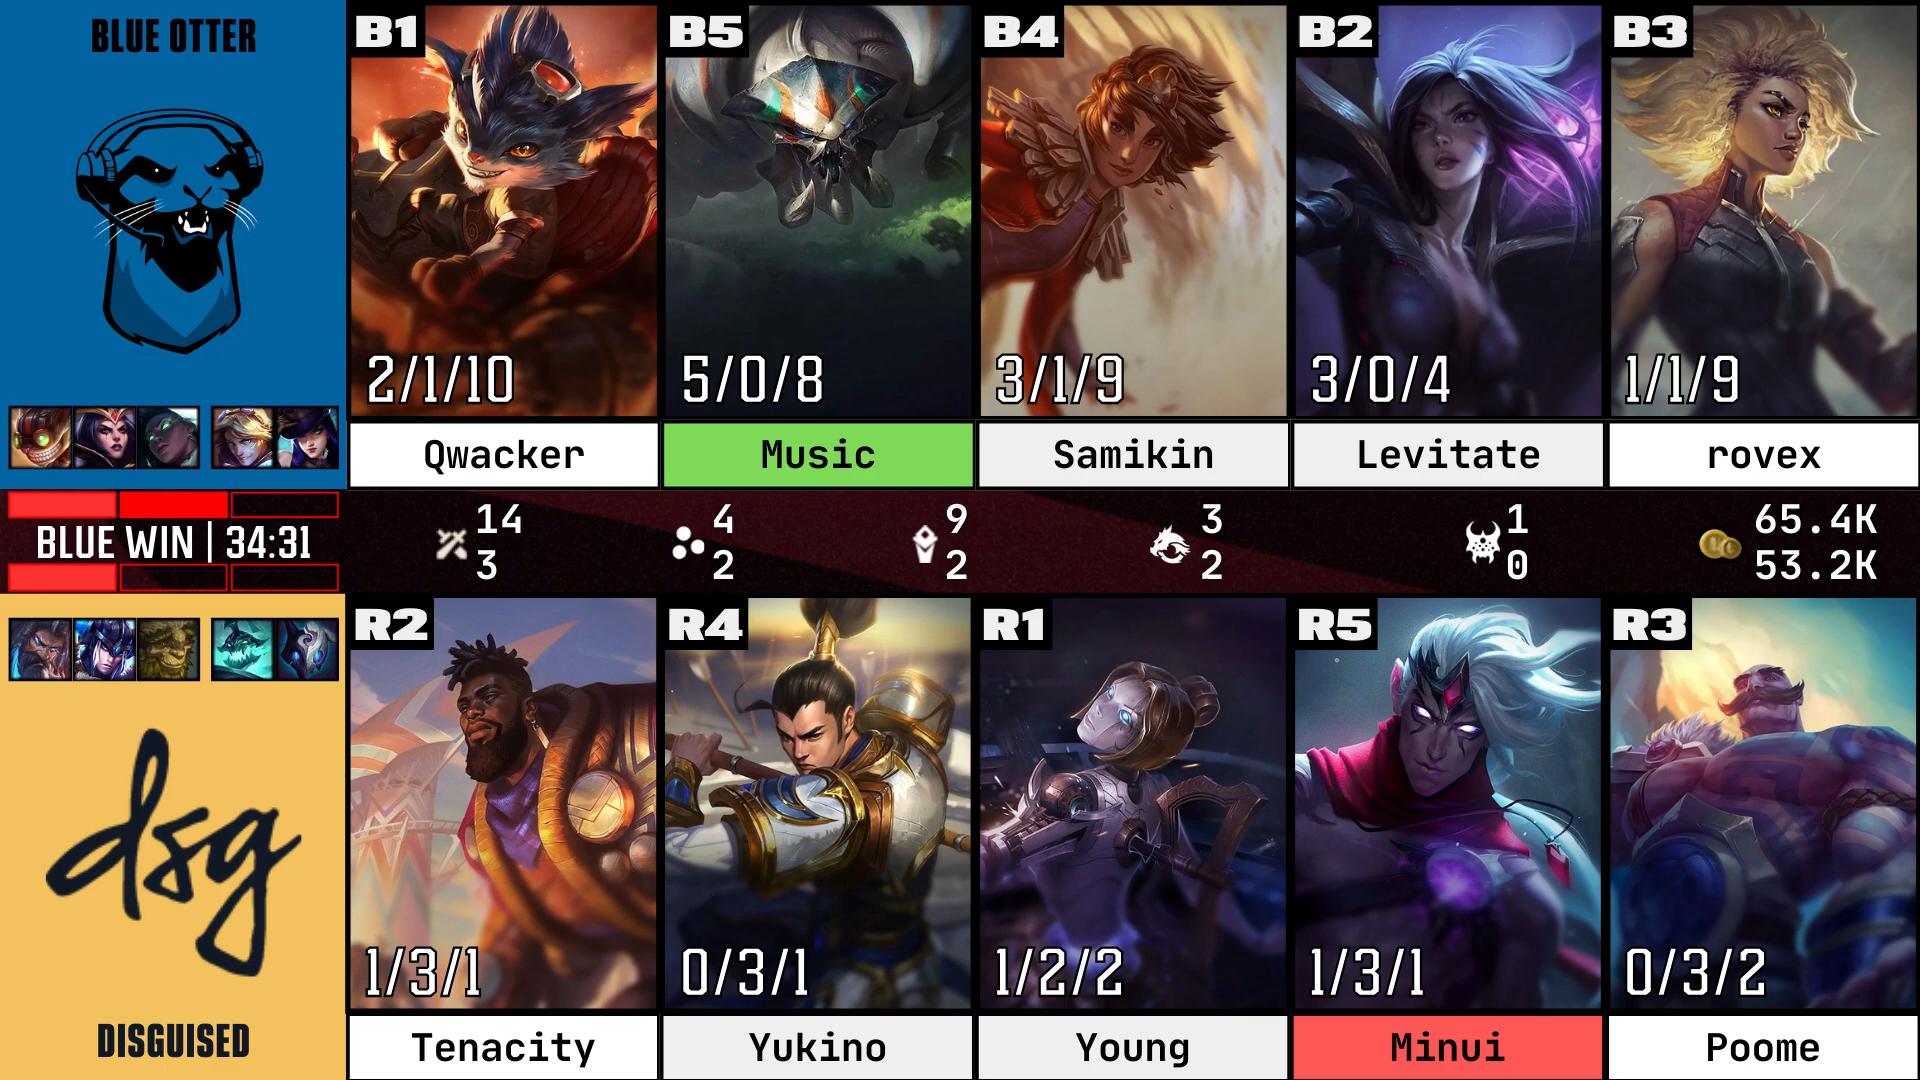 BLUE OTTER
B1
B5
B4
B2
B3
2/1/10
5/0/8
3/1/9
3/0/4
1/1/9
Qwacker
Music
Samikin
Levitate
rovex
BLUE WIN | 34:31
14
4
9
3
1
65.4K
3
2
2
2
0
53.2K
R2
R4
R1
R5
R3
dsg
1/3/1
0/3/1
1/2/2
1/3/1
0/3/2
DISGUISED
Tenacity
Yukino
Young
Minui
Poome